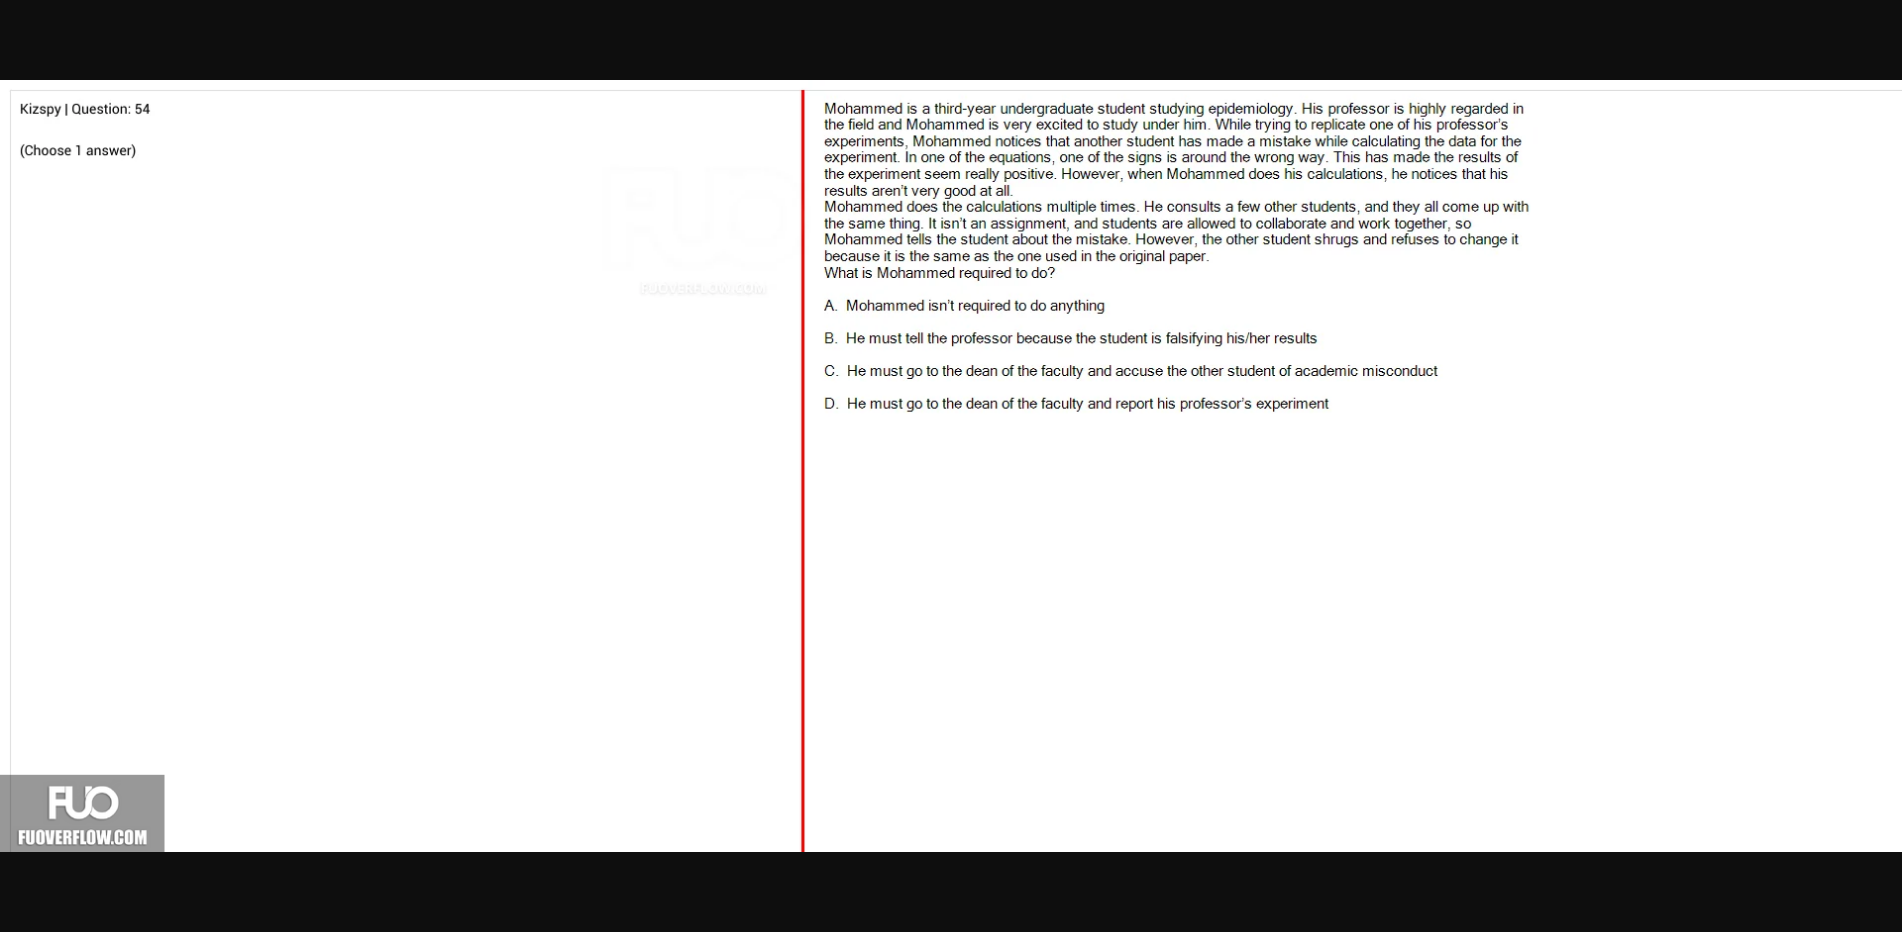 Kizspy | Question: 54
(Choose 1 answer)
Mohammed is a third-year undergraduate student studying epidemiology. His professor is highly regarded in
the field and Mohammed is very excited to study under him. While trying to replicate one of his professor's
experiments, Mohammed notices that another student has made a mistake while calculating the data for the
experiment. In one of the equations, one of the signs is around the wrong way. This has made the results of
the experiment seem really positive. However, when Mohammed does his calculations, he notices that his
results aren't very good at all.
Mohammed does the calculations multiple times. He consults a few other students, and they all come up with
the same thing. It isn't an assignment, and students are allowed to collaborate and work together, so
Mohammed tells the student about the mistake. However, the other student shrugs and refuses to change it
because it is the same as the one used in the original paper.
What is Mohammed required to do?
A. Mohammed isn't required to do anything
B. He must tell the professor because the student is falsifying his/her results
C. He must go to the dean of the faculty and accuse the other student of academic misconduct
D. He must go to the dean of the faculty and report his professor's experiment
FUO
FUOVERFLOW.COM
FUO
FUOVERFLOW.COM